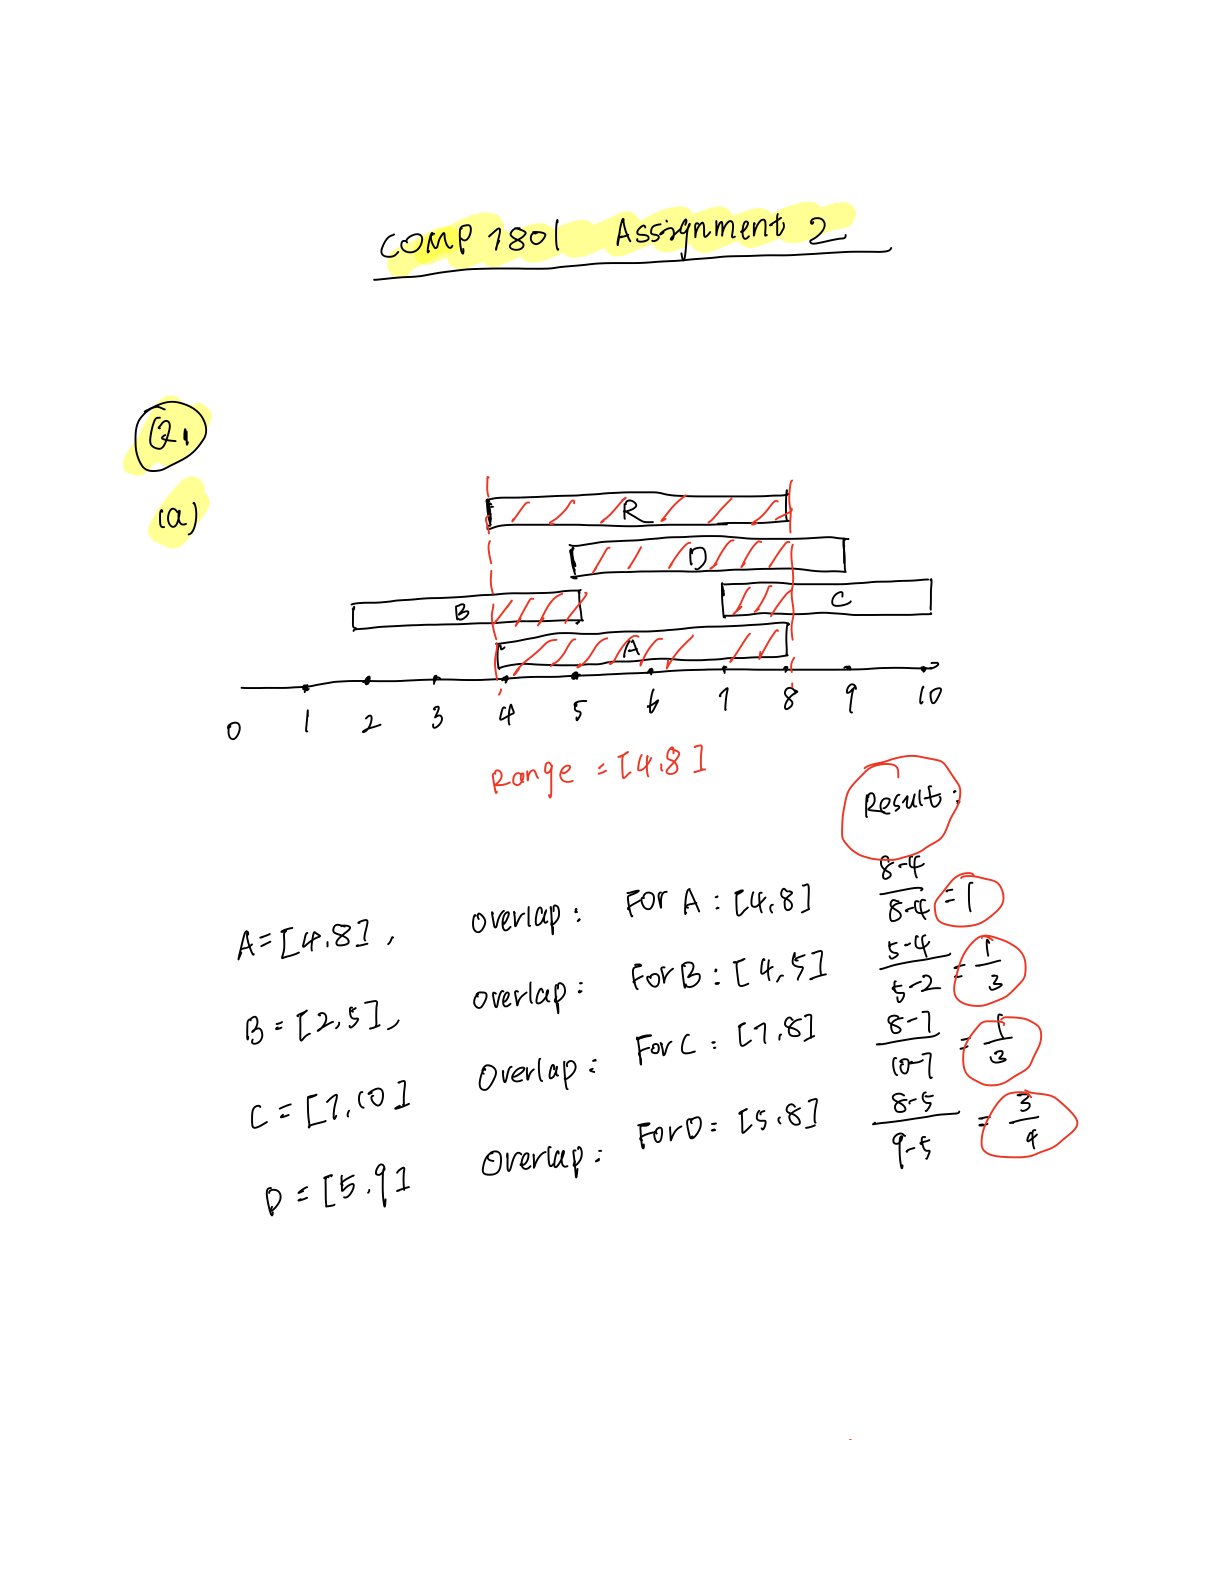 COMP 7801 Assignment 2
Q1
(a)
R
D
B
C
A
0 1 2 3 4 5 6 7 8 9 10
Range = [4,8]
Result:
A = [4,8], overlap: For A: [4,8] 8-4/8-4 = 1
B = [2,5], overlap: For B: [4,5] 5-4/5-2 = 1/3
C = [7,10] Overlap: For C: [7,8] 8-7/10-7 = 1/3
D = [5,9] Overlap: For D: [5,8] 8-5/9-5 = 3/4